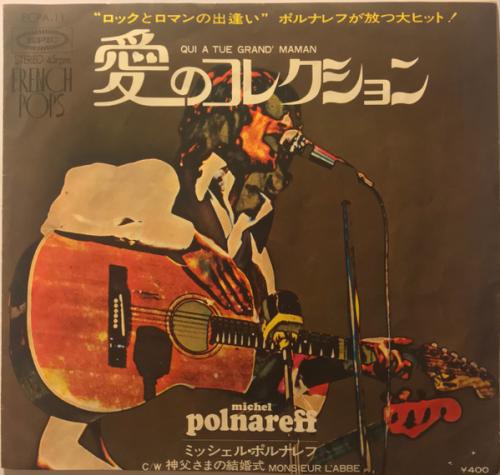 ECPA-11
"ロックとロマンの出逢い" ポルナレフが放つ大ヒット!
EPIC
STEREO 45rpm
FRENCH
POPS
QUI A TUE GRAND' MAMAN
愛のコレクション
michel
polnareff
ミッシェル・ポルナレフ
C/W 神父さまの結婚式 MONSIEUR L'ABBE
¥400